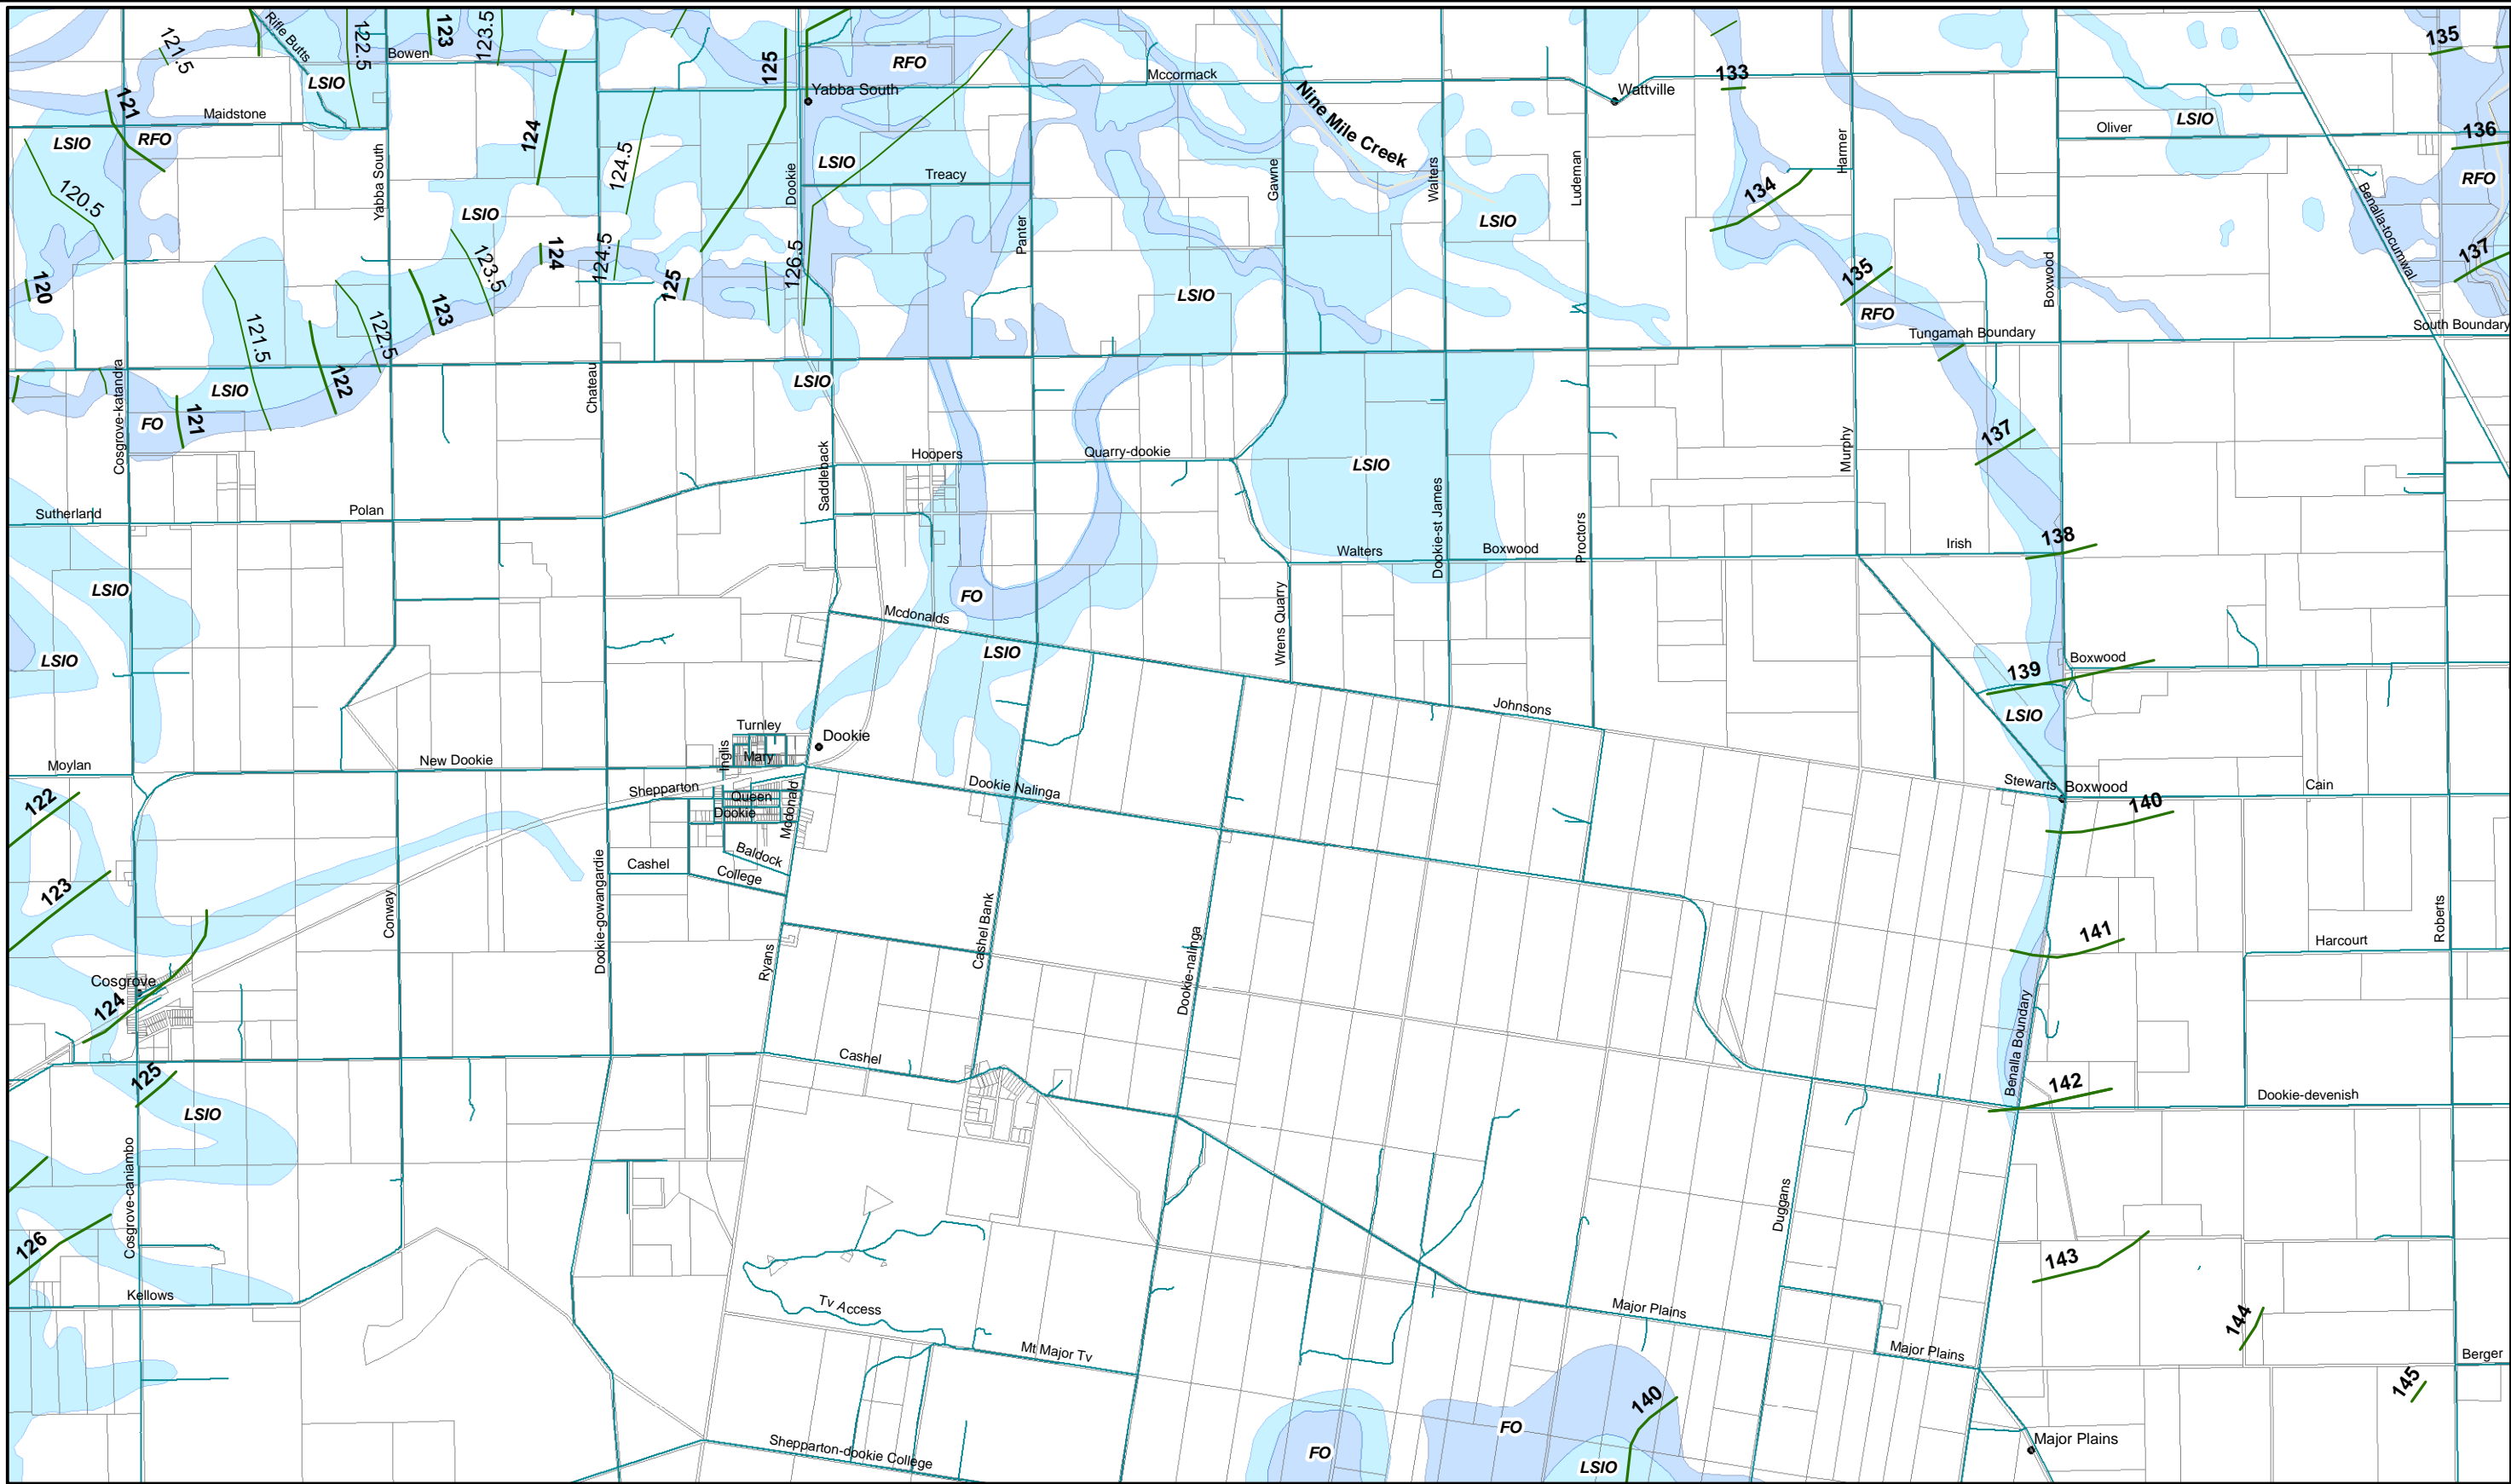 Rifle Butts
121.5
LSIO
122.5
Bowen
123
123.5
125
RFO
Mccormack
133
135
Yabba South
Wattville
121
Maidstone
LSIO
RFO
124
Nine Mile Creek
LSIO
Oliver
136
124.5
LSIO
Treacy
Dookie
Yabba South
Gawne
Walters
Ludeman
Harmer
134
RFO
120.5
LSIO
LSIO
Benalla-tocumwal
Panter
120
123.5
124
124.5
125
126.5
LSIO
135
Boxwood
137
123
RFO
121.5
122.5
Tungamah Boundary
South Boundary
Cosgrove-katandra
LSIO
122
Chateau
LSIO
FO
121
137
Saddleback
Hoopers
Quarry-dookie
LSIO
Murphy
Sutherland
Polan
Dookie-st James
Proctors
138
Walters
Boxwood
Irish
LSIO
FO
Mcdonalds
Wrens Quarry
LSIO
LSIO
139
Boxwood
Johnsons
LSIO
Turnley
Dookie
Inglis
Mary
Moylan
New Dookie
Shepparton
Dookie Nalinga
Stewarts
Boxwood
Cain
122
Queen
Dookie
Mcdonald
140
Baldock
Cashel
College
123
Conway
Dookie-gowangardie
Cashel Bank
Dookie-nalinga
141
Roberts
Harcourt
Ryans
Cosgrove
124
Benalla Boundary
Cashel
125
LSIO
142
Dookie-devenish
Cosgrove-caniambo
Duggans
126
143
Kellows
Tv Access
Major Plains
144
Mt Major Tv
Major Plains
Berger
145
140
FO
FO
Shepparton-dookie College
LSIO
Major Plains